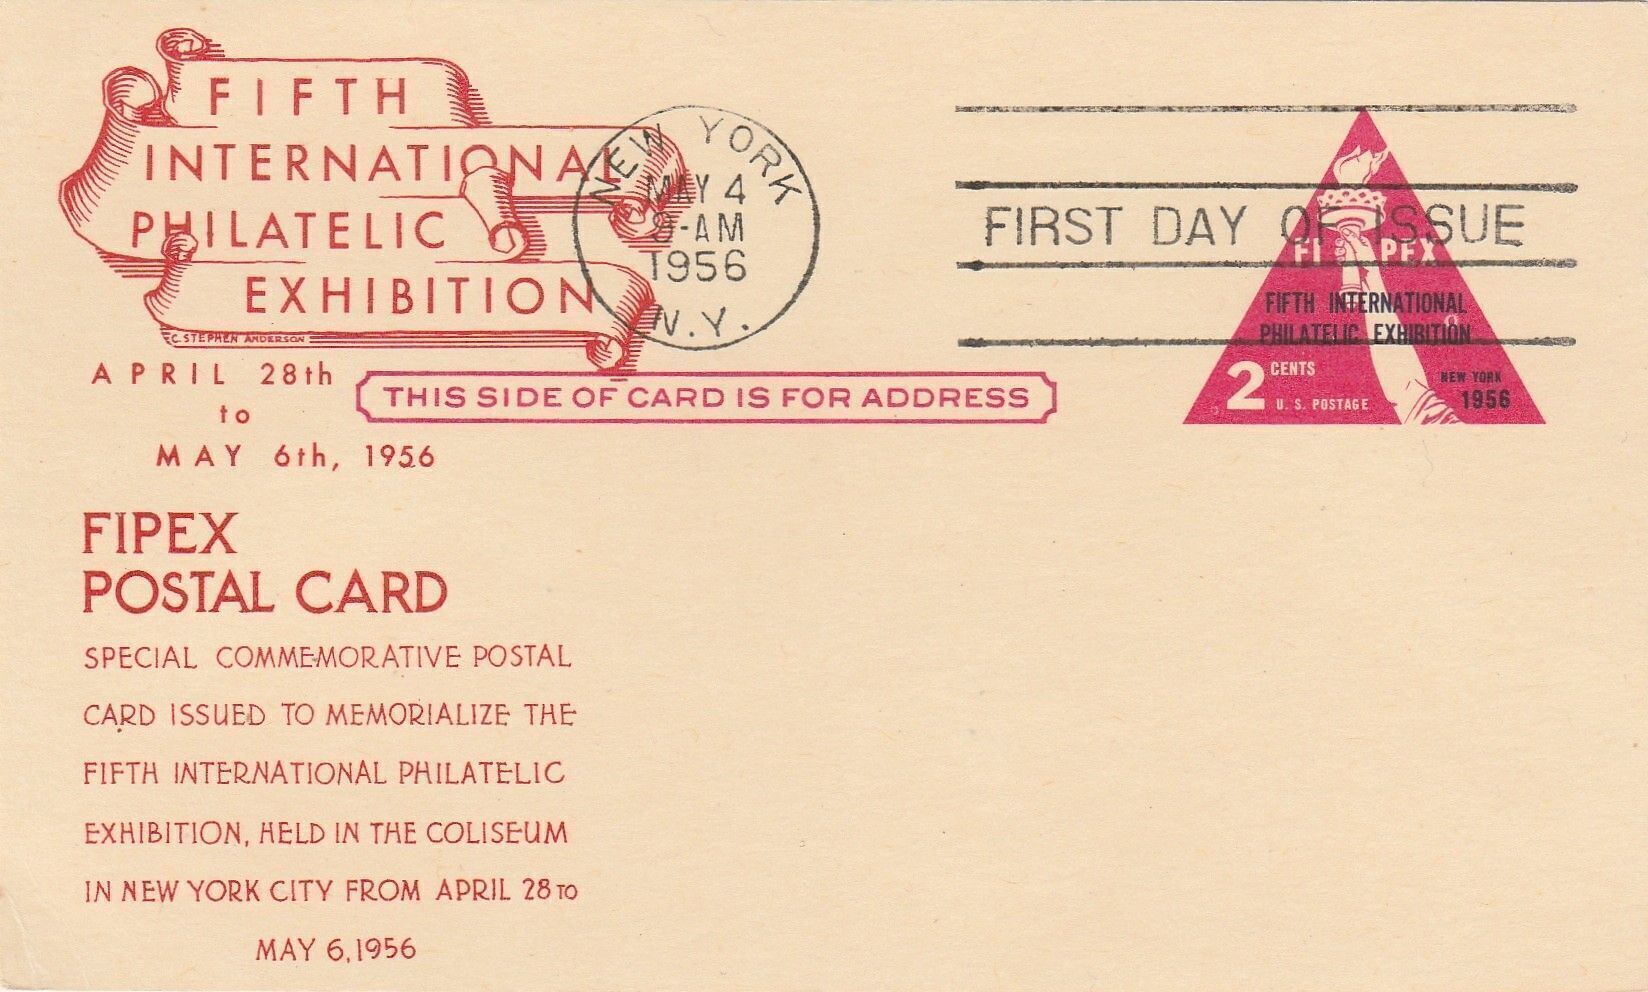 FIFTH
INTERNATIONAL
PHILATELIC
EXHIBITION
C. STEPHEN ANDERSON
APRIL 28th
to
MAY 6th, 1956
NEW YORK
MAY 4
9-AM
1956
N.Y.
FIRST DAY OF ISSUE
FIPEX
FIFTH INTERNATIONAL
PHILATELIC EXHIBITION
2 CENTS
U. S. POSTAGE
NEW YORK
1956
THIS SIDE OF CARD IS FOR ADDRESS
FIPEX
POSTAL CARD
SPECIAL COMMEMORATIVE POSTAL
CARD ISSUED TO MEMORIALIZE THE
FIFTH INTERNATIONAL PHILATELIC
EXHIBITION, HELD IN THE COLISEUM
IN NEW YORK CITY FROM APRIL 28 TO
MAY 6, 1956